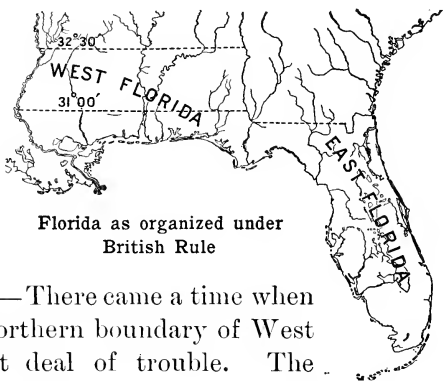 32°30'
WEST FLORIDA
31°00'
EAST FLORIDA
Florida as organized under
British Rule
—There came a time when
orthern boundary of West
t deal of trouble. The